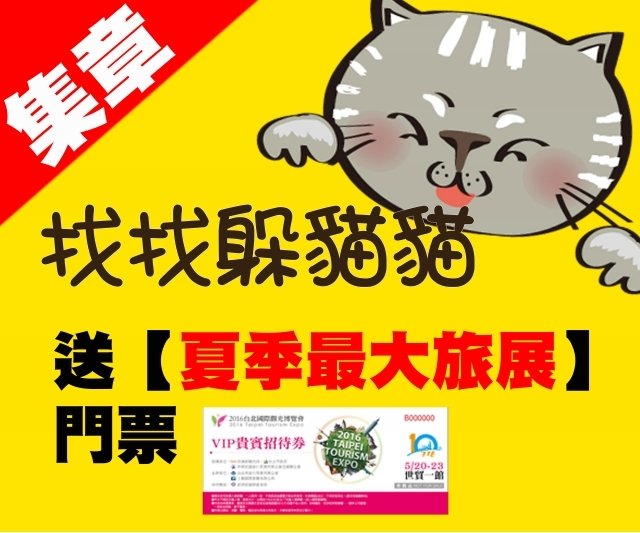 集章
找找躲貓貓
送【夏季最大旅展】
門票
2016台北國際觀光博覽會
2016 Taipei Tourism Expo
VIP貴賓招待券
2016
TAIPEI
TOURISM
EXPO
B000000
5/20-23
世貿一館